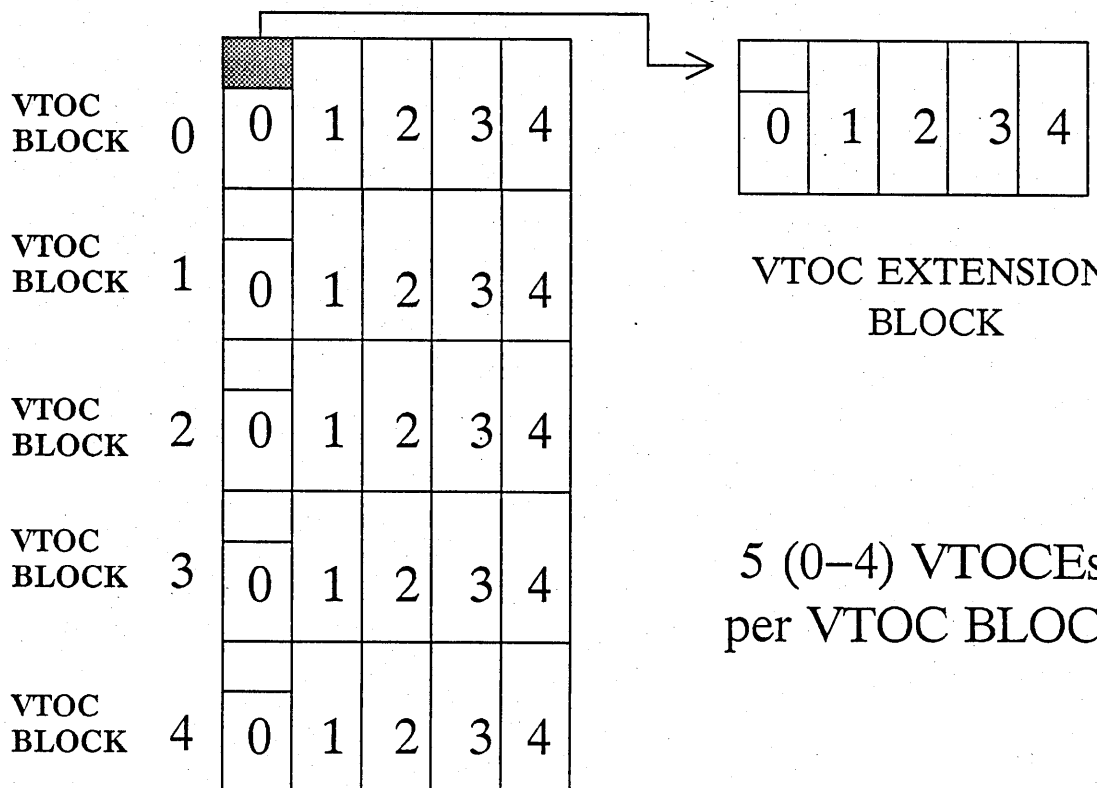 VTOC
BLOCK 0 0 1 2 3 4
VTOC
BLOCK 1 0 1 2 3 4
VTOC
BLOCK 2 0 1 2 3 4
VTOC
BLOCK 3 0 1 2 3 4
VTOC
BLOCK 4 0 1 2 3 4
0 1 2 3 4
VTOC EXTENSION
BLOCK
5 (0–4) VTOCEs
per VTOC BLOC